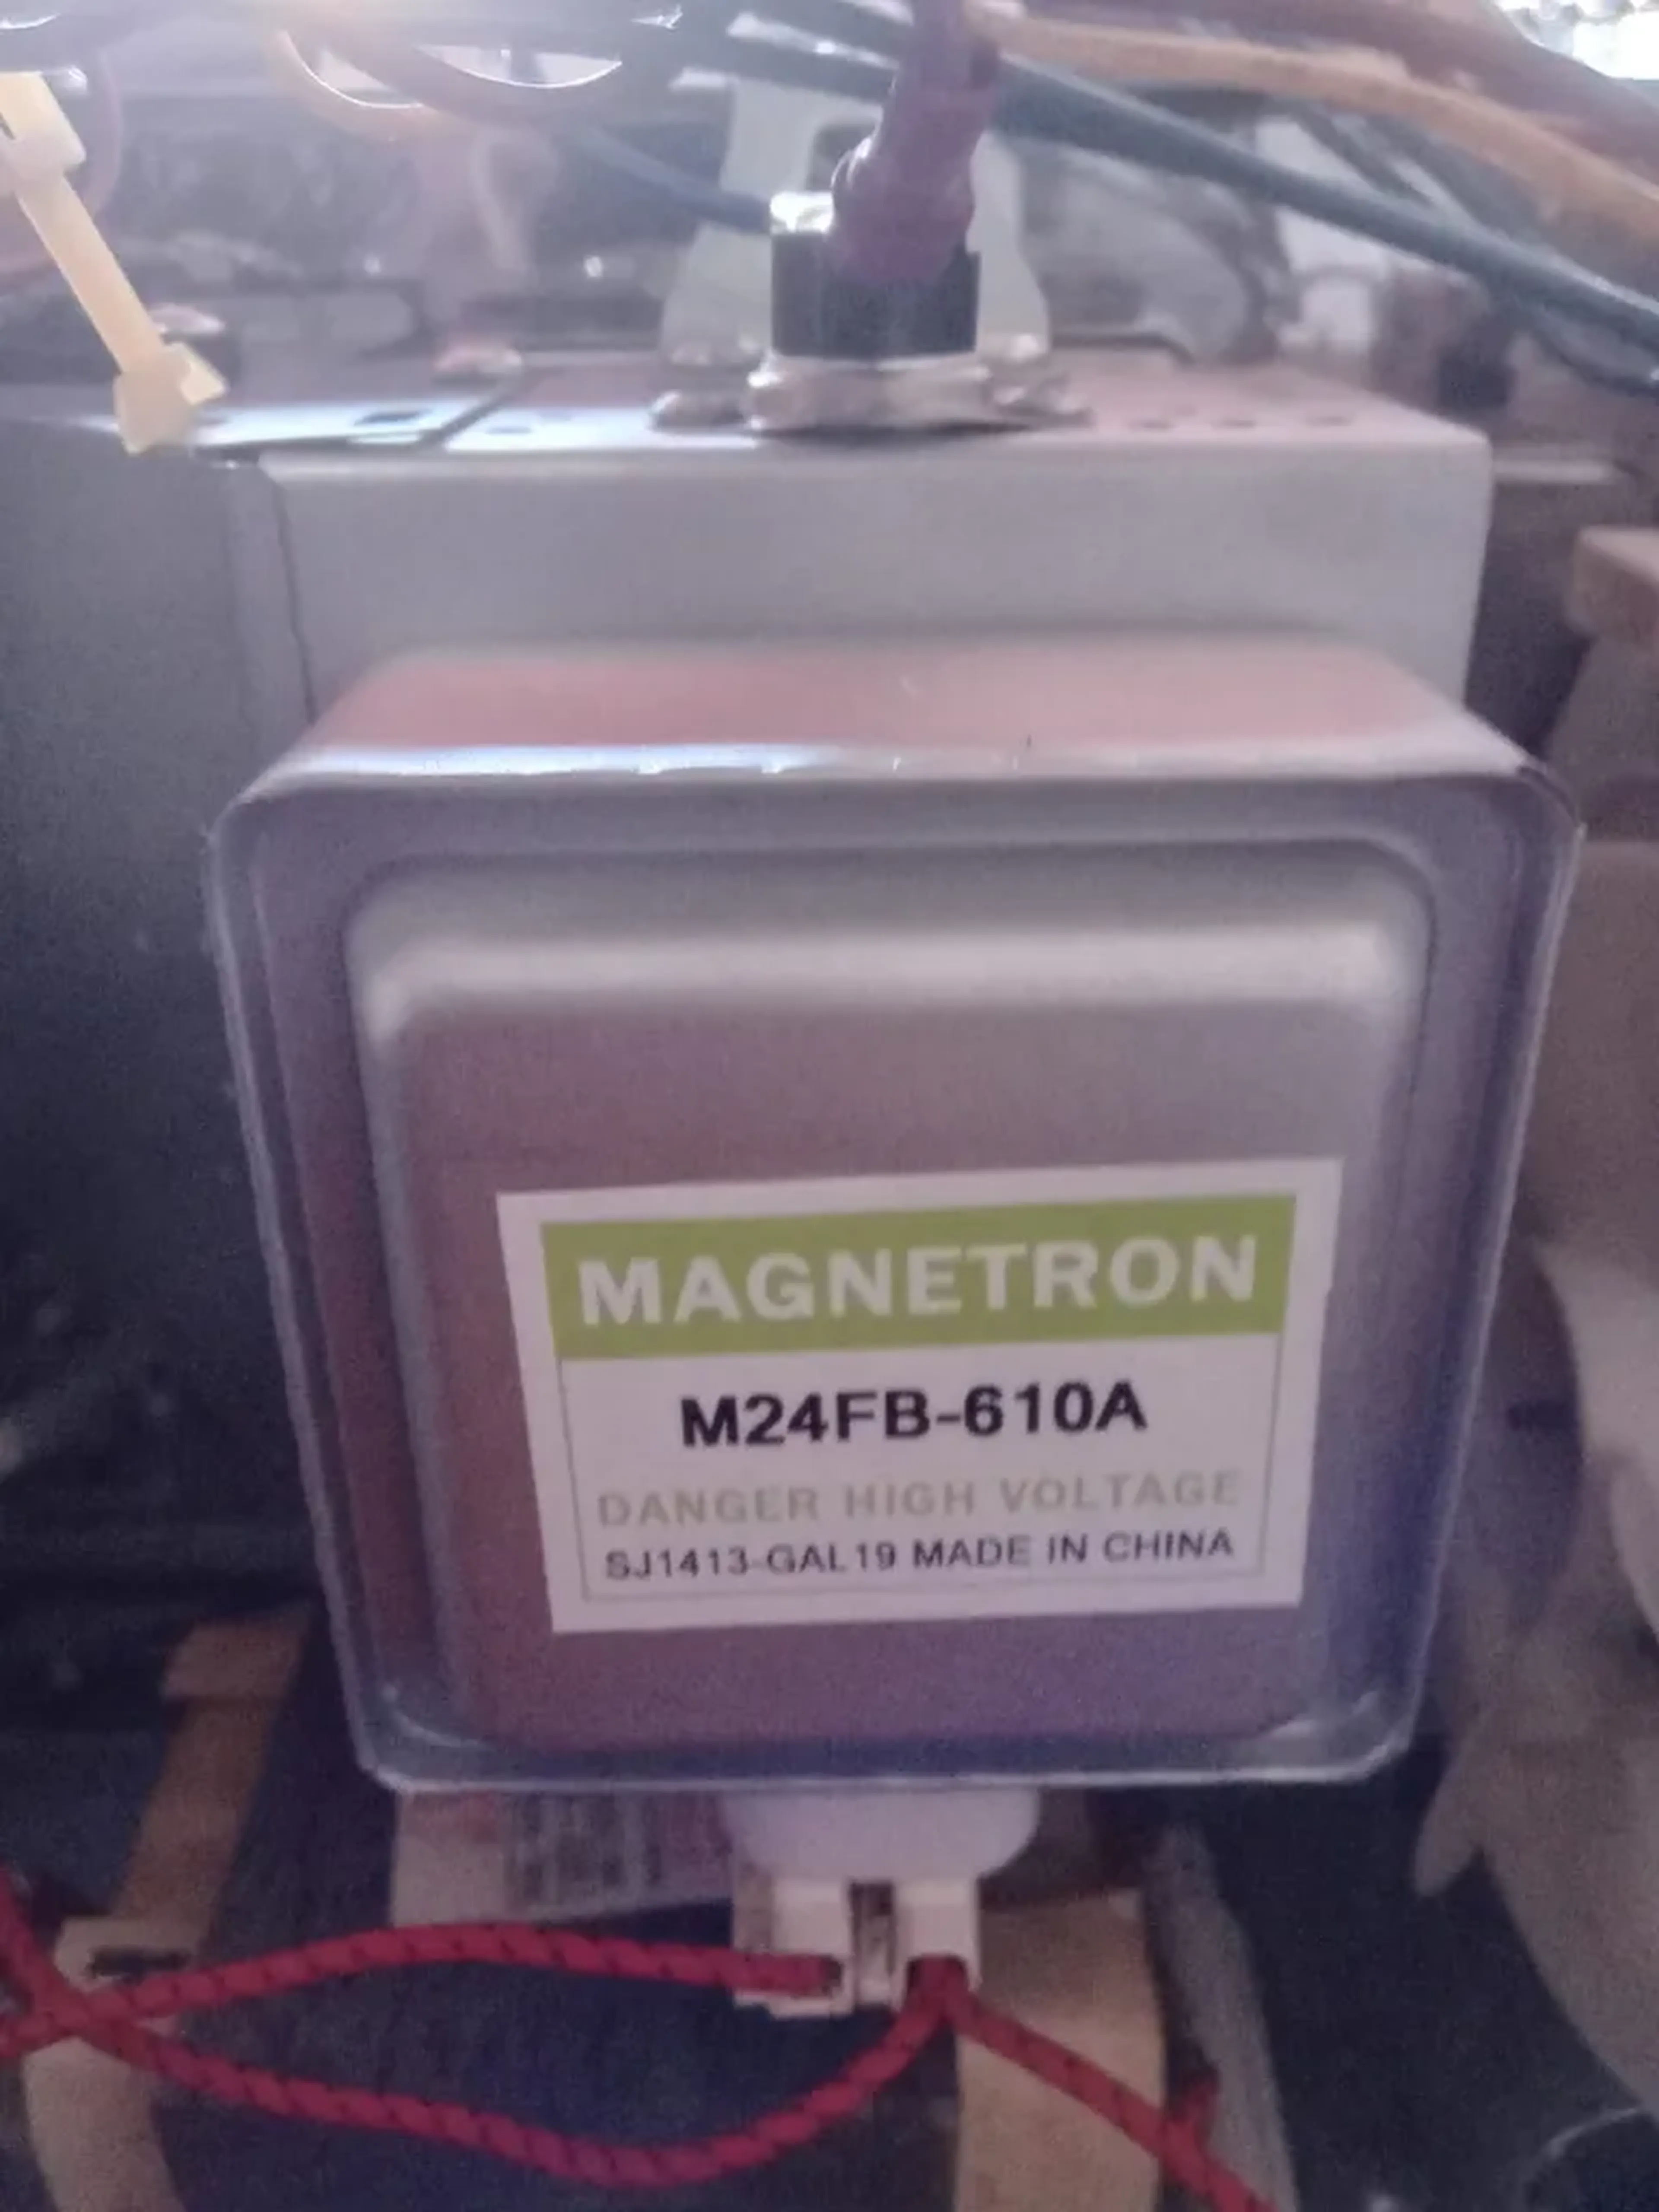 MAGNETRON
M24FB-610A
DANGER HIGH VOLTAGE
SJ1413-GAL19 MADE IN CHINA